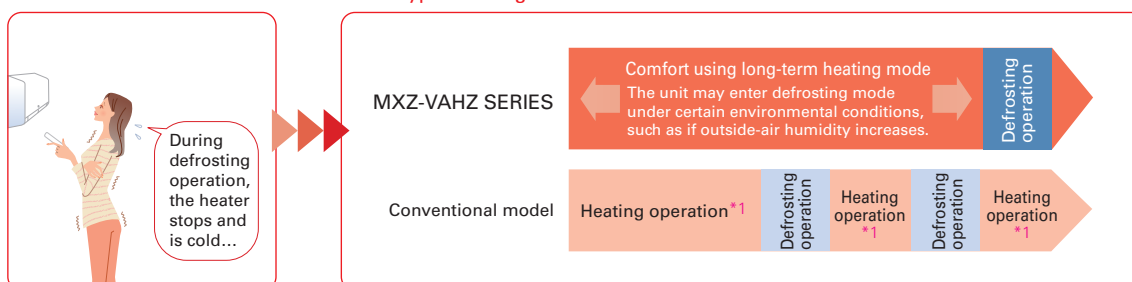 During
defrosting
operation,
the heater
stops and
is cold…
MXZ-VAHZ SERIES
Comfort using long-term heating mode
The unit may enter defrosting mode
under certain environmental conditions,
such as if outside-air humidity increases.
Defrosting
operation
Conventional model
Heating operation*1
Defrosting
operation
Heating
operation
*1
Defrosting
operation
Heating
operation
*1